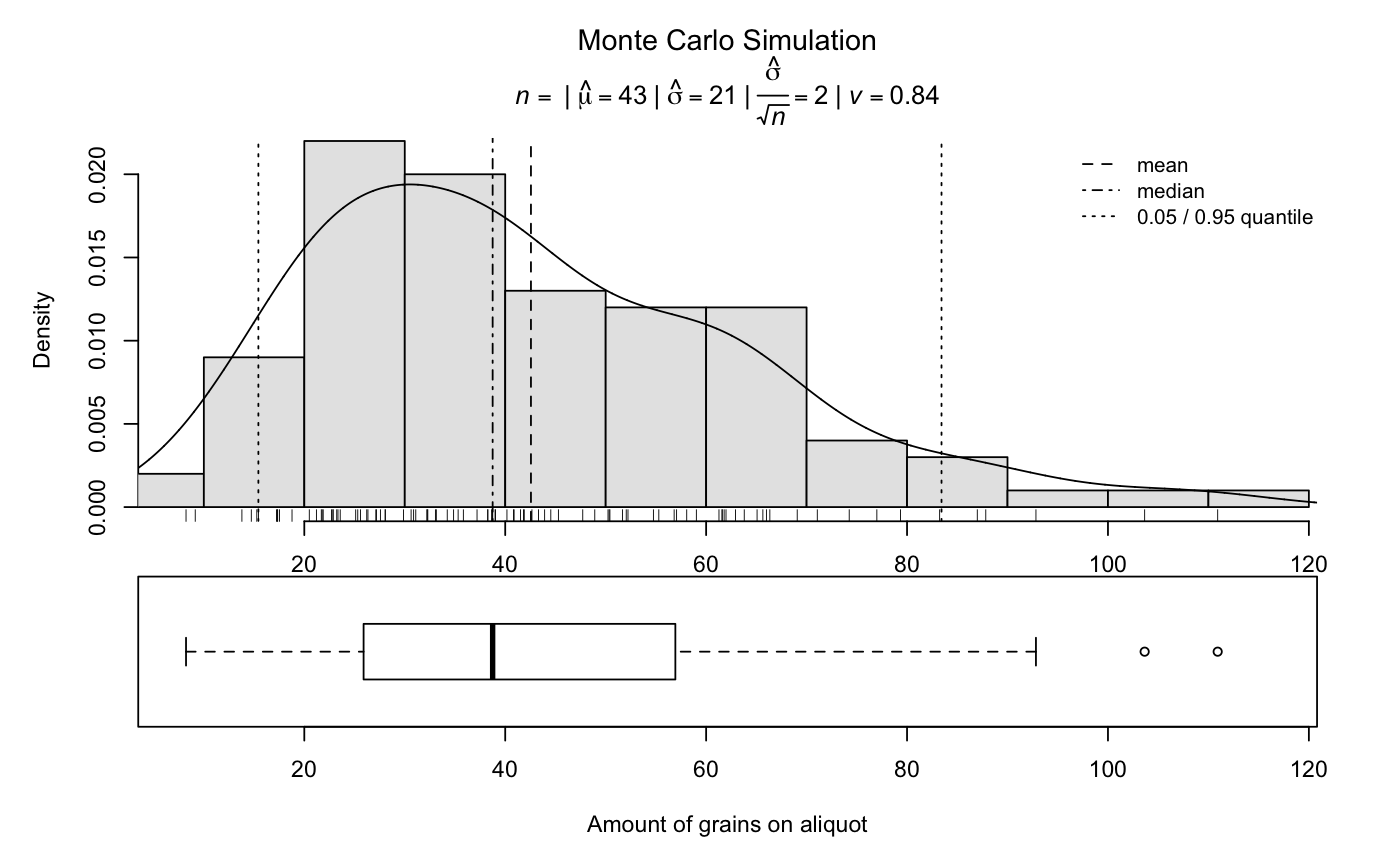 Monte Carlo Simulation
n = | μ̂ = 43 | σ̂ = 21 | σ̂/√n = 2 | v = 0.84
mean
median
0.05 / 0.95 quantile
Density
0.020
0.015
0.010
0.005
0.000
20 40 60 80 100 120
20 40 60 80 100 120
Amount of grains on aliquot